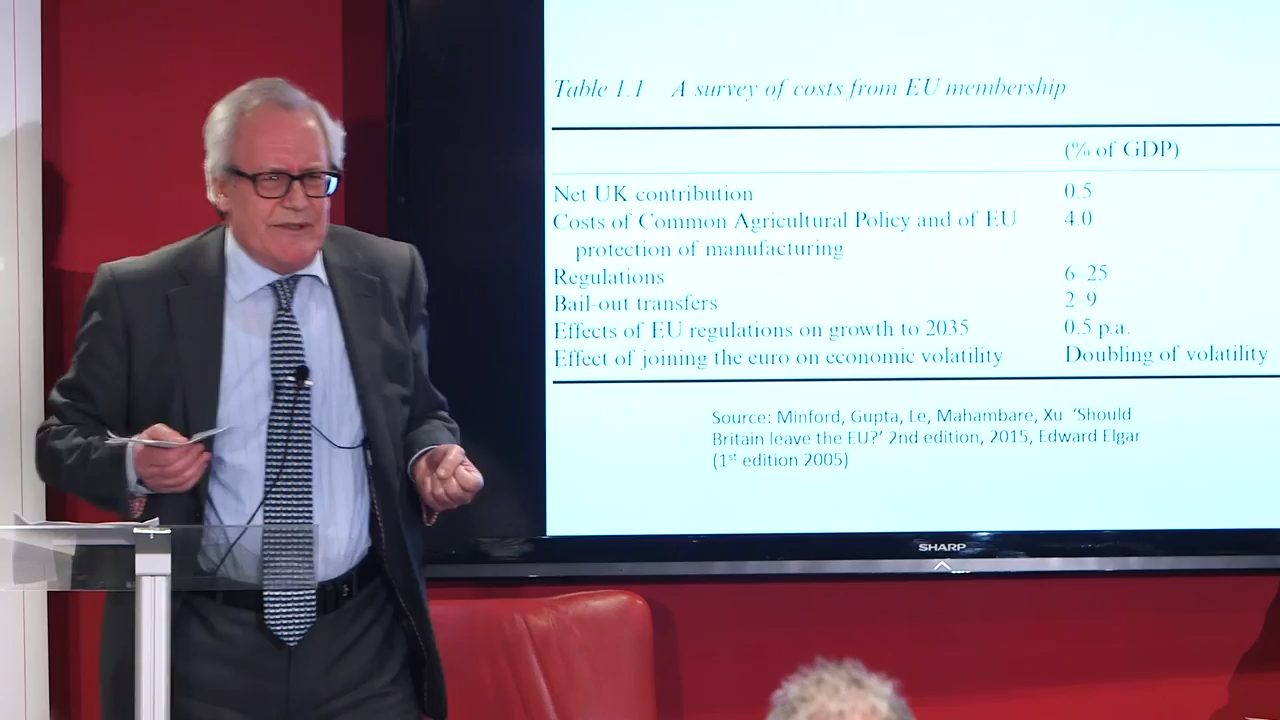 Table 1.1 A survey of costs from EU membership
(% of GDP)
Net UK contribution 0.5
Costs of Common Agricultural Policy and of EU 4.0
protection of manufacturing
Regulations 6–25
Bail-out transfers 2–9
Effects of EU regulations on growth to 2035 0.5 p.a.
Effect of joining the euro on economic volatility Doubling of volatility
Source: Minford, Gupta, Le, Mahambare, Xu 'Should
Britain leave the EU?' 2nd edition, 2015, Edward Elgar
(1st edition 2005)
SHARP